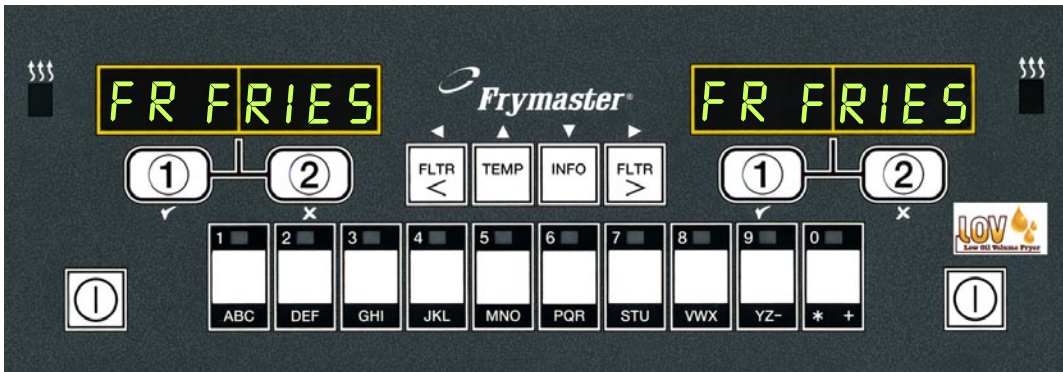 FR FRIES
Frymaster®
FR FRIES
1
2
FLTR <
TEMP
INFO
FLTR >
1
2
1 ABC
2 DEF
3 GHI
4 JKL
5 MNO
6 PQR
7 STU
8 VWX
9 YZ-
0 * +
LOV
Low Oil Volume Fryer